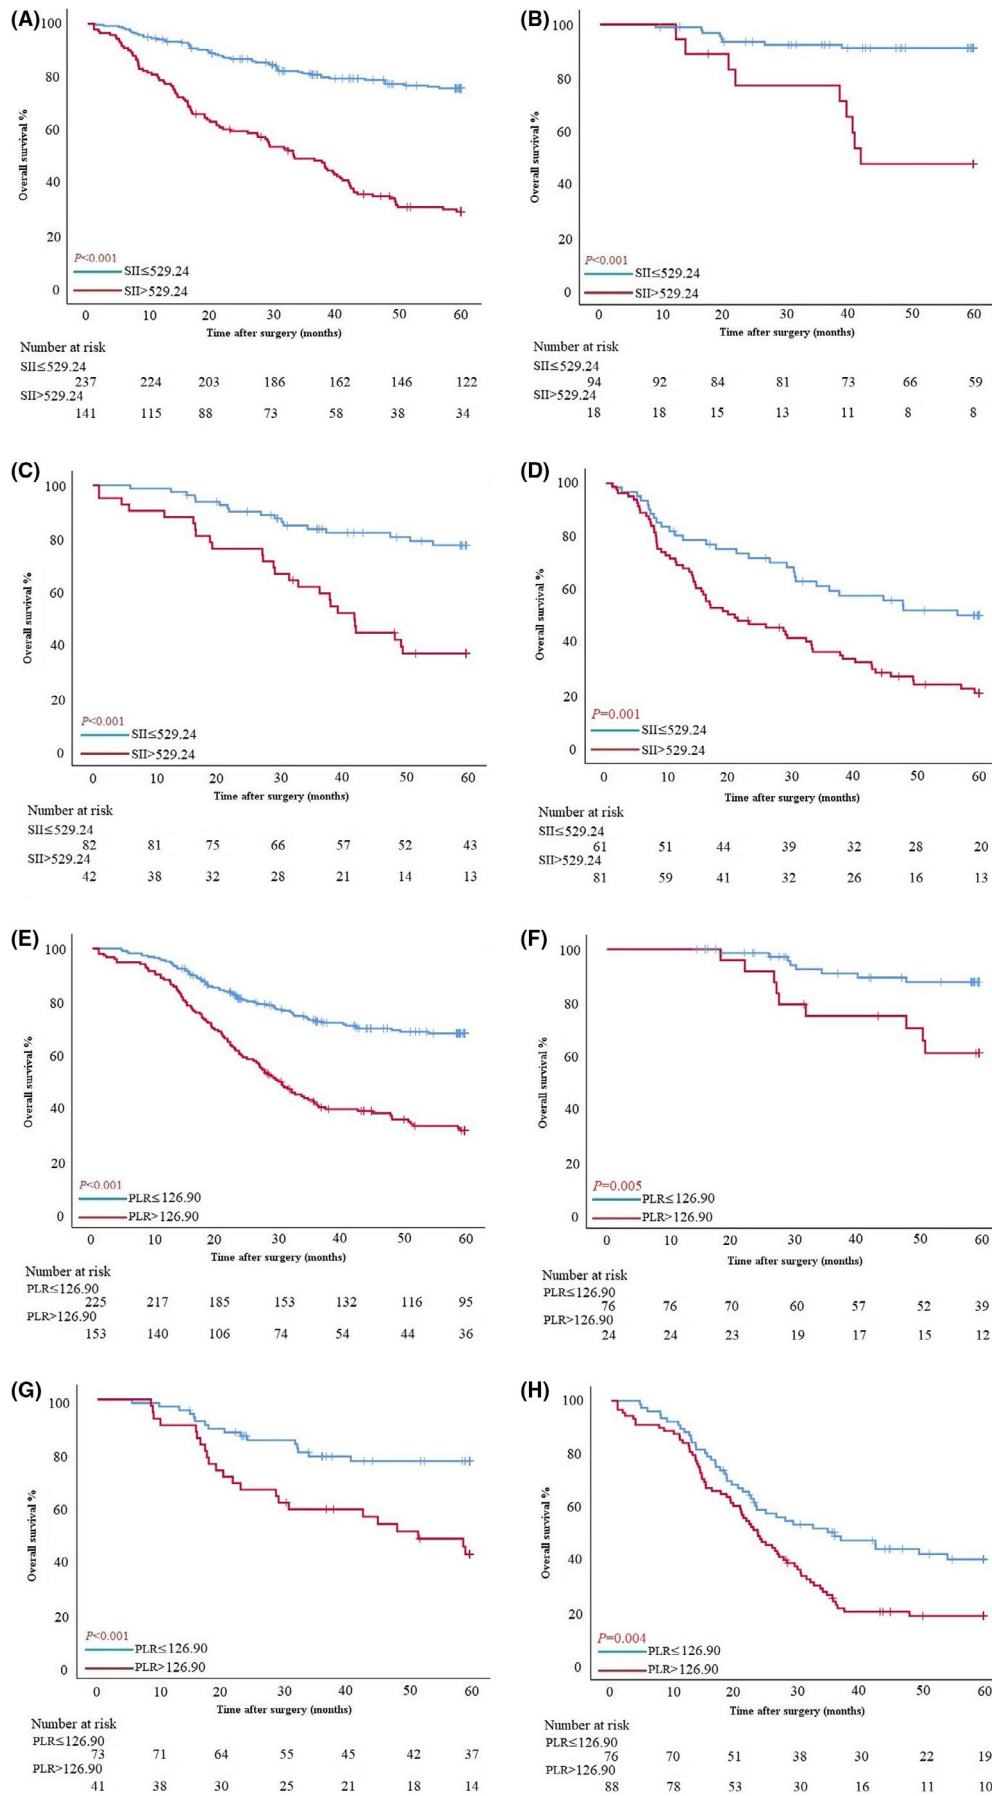 (A)
100
80
60
40
20
0
Overall survival %
P<0.001
SII≤529.24
SII>529.24
0 10 20 30 40 50 60
Time after surgery (months)
Number at risk
SII≤529.24
237 224 203 186 162 146 122
SII>529.24
141 115 88 73 58 38 34
(B)
100
80
60
40
20
0
Overall survival %
P<0.001
SII≤529.24
SII>529.24
0 10 20 30 40 50 60
Time after surgery (months)
Number at risk
SII≤529.24
94 92 84 81 73 66 59
SII>529.24
18 18 15 13 11 8 8
(C)
100
80
60
40
20
0
Overall survival %
P<0.001
SII≤529.24
SII>529.24
0 10 20 30 40 50 60
Time after surgery (months)
Number at risk
SII≤529.24
82 81 75 66 57 52 43
SII>529.24
42 38 32 28 21 14 13
(D)
100
80
60
40
20
0
Overall survival %
P=0.001
SII≤529.24
SII>529.24
0 10 20 30 40 50 60
Time after surgery (months)
Number at risk
SII≤529.24
61 51 44 39 32 28 20
SII>529.24
81 59 41 32 26 16 13
(E)
100
80
60
40
20
0
Overall survival %
P<0.001
PLR≤126.90
PLR>126.90
0 10 20 30 40 50 60
Time after surgery (months)
Number at risk
PLR≤126.90
225 217 185 153 132 116 95
PLR>126.90
153 140 106 74 54 44 36
(F)
100
80
60
40
20
0
Overall survival %
P=0.005
PLR≤126.90
PLR>126.90
0 10 20 30 40 50 60
Time after surgery (months)
Number at risk
PLR≤126.90
76 76 70 60 57 52 39
PLR>126.90
24 24 23 19 17 15 12
(G)
100
80
60
40
20
0
Overall survival %
P<0.001
PLR≤126.90
PLR>126.90
0 10 20 30 40 50 60
Time after surgery (months)
Number at risk
PLR≤126.90
73 71 64 55 45 42 37
PLR>126.90
41 38 30 25 21 18 14
(H)
100
80
60
40
20
0
Overall survival %
P=0.004
PLR≤126.90
PLR>126.90
0 10 20 30 40 50 60
Time after surgery (months)
Number at risk
PLR≤126.90
76 70 51 38 30 22 19
PLR>126.90
88 78 53 30 16 11 10